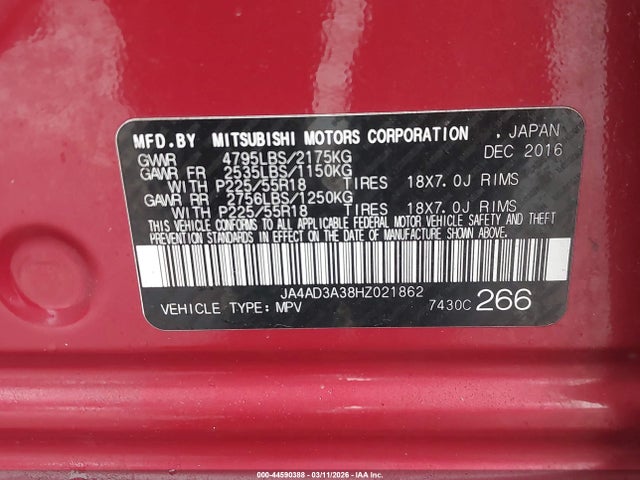 MFD.BY MITSUBISHI MOTORS CORPORATION , JAPAN
GVWR 4795LBS/2175KG DEC 2016
GAWR FR 2535LBS/1150KG
WITH P225/55R18 TIRES 18X7.0J RIMS
GAWR RR 2756LBS/1250KG
WITH P225/55R18 TIRES 18X7.0J RIMS
THIS VEHICLE CONFORMS TO ALL APPLICABLE FEDERAL MOTOR VEHICLE SAFETY AND THEFT
PREVENTION STANDARDS IN EFFECT ON THE DATE OF MANUFACTURE SHOWN ABOVE.
JA4AD3A38HZ021862
VEHICLE TYPE: MPV 7430C 266
000-44590388 - 03/11/2026 - IAA Inc.